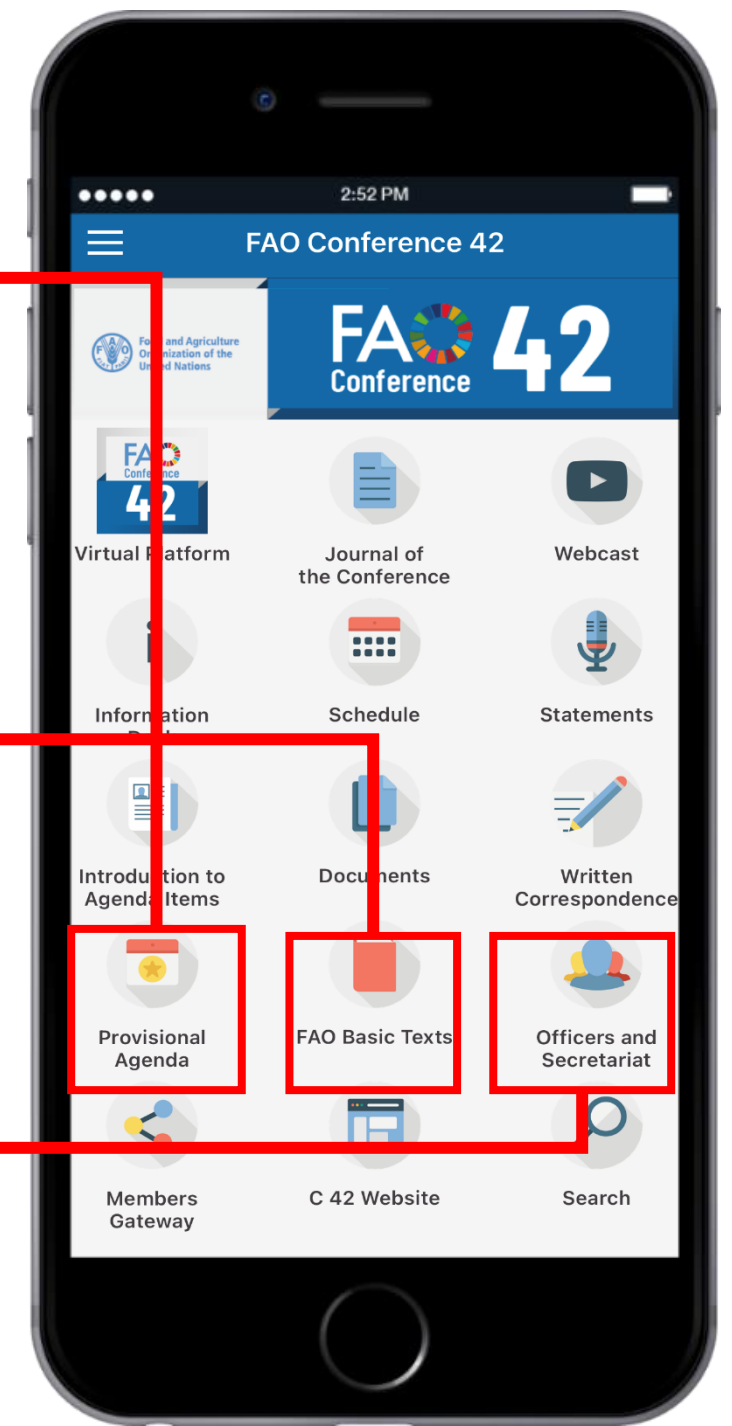 2:52 PM
FAO Conference 42
Food and Agriculture
Organization of the
United Nations
FAO 42
Conference
FAO
Conference
42
Virtual Platform
Journal of
the Conference
Webcast
Information
Schedule
Statements
Introduction to
Agenda Items
Documents
Written
Correspondence
Provisional
Agenda
FAO Basic Texts
Officers and
Secretariat
Members
Gateway
C 42 Website
Search